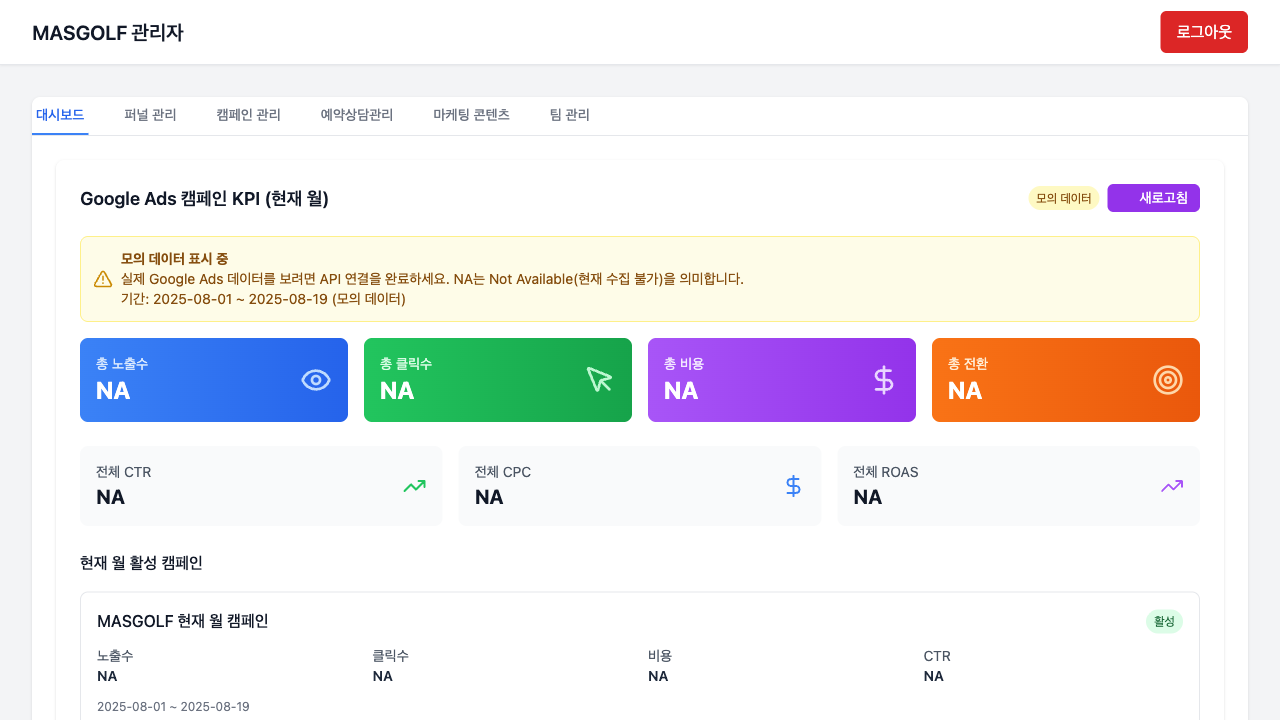 MASGOLF 관리자
로그아웃
대시보드
퍼널 관리
캠페인 관리
예약상담관리
마케팅 콘텐츠
팀 관리
Google Ads 캠페인 KPI (현재 월)
모의 데이터
새로고침
모의 데이터 표시 중
실제 Google Ads 데이터를 보려면 API 연결을 완료하세요. NA는 Not Available(현재 수집 불가)을 의미합니다.
기간: 2025-08-01 ~ 2025-08-19 (모의 데이터)
총 노출수
NA
총 클릭수
NA
총 비용
NA
총 전환
NA
전체 CTR
NA
전체 CPC
NA
전체 ROAS
NA
현재 월 활성 캠페인
MASGOLF 현재 월 캠페인
활성
노출수
NA
클릭수
NA
비용
NA
CTR
NA
2025-08-01 ~ 2025-08-19